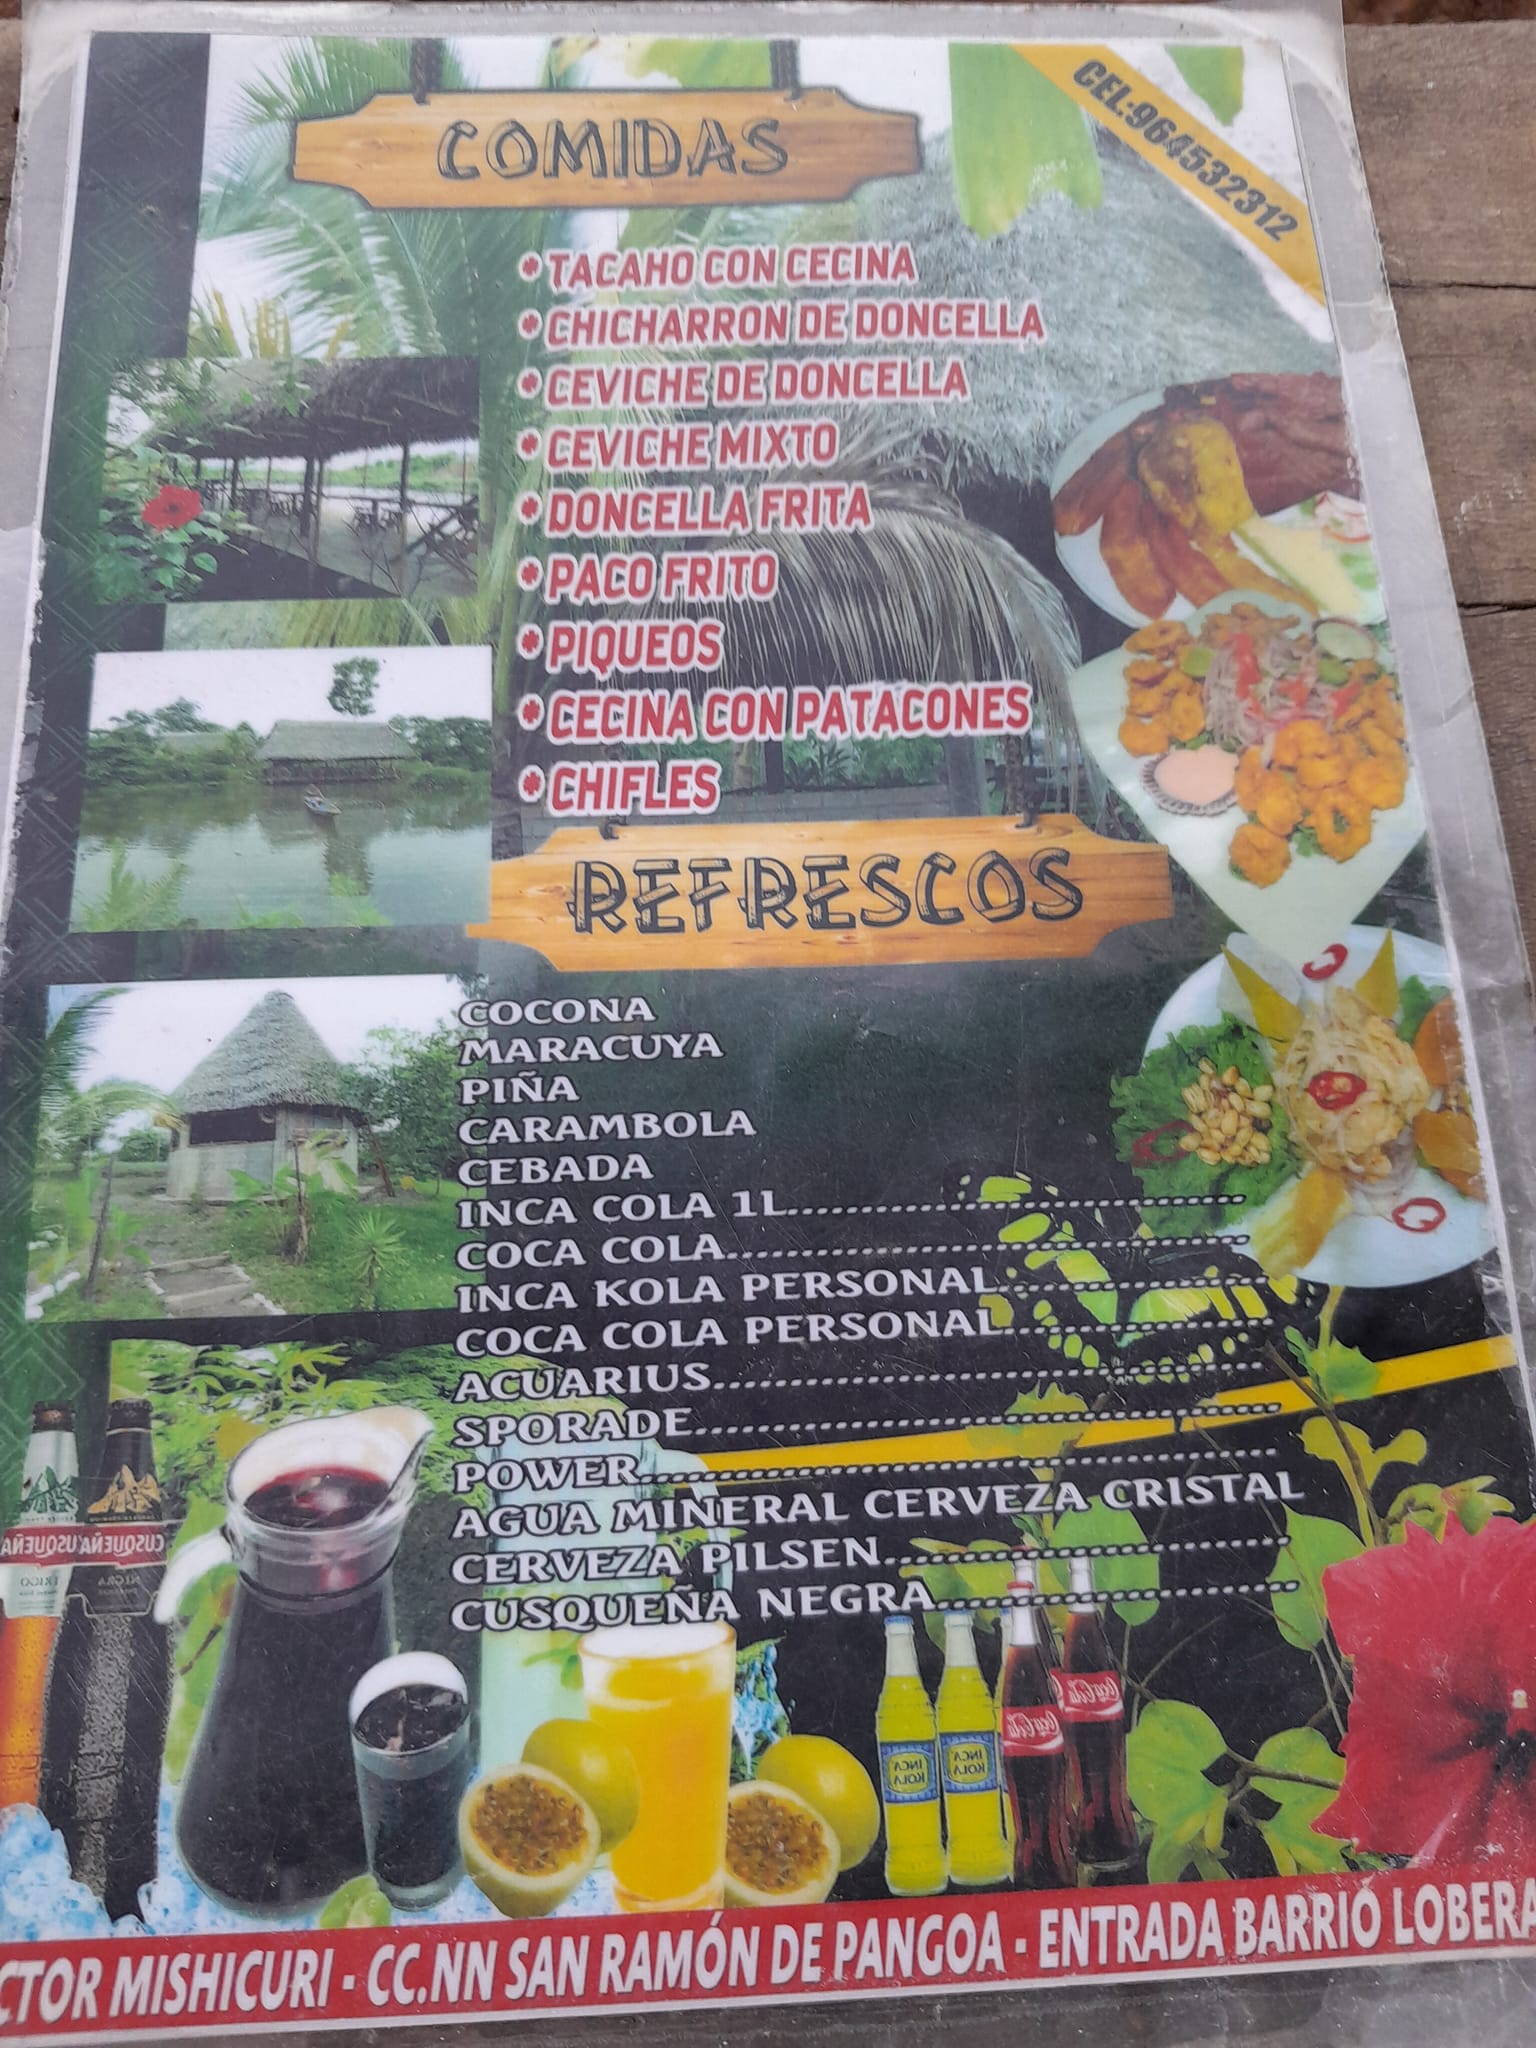 CEL:964532312
COMIDAS
* TACAHO CON CECINA
* CHICHARRON DE DONCELLA
* CEVICHE DE DONCELLA
* CEVICHE MIXTO
* DONCELLA FRITA
* PACO FRITO
* PIQUEOS
* CECINA CON PATACONES
* CHIFLES
REFRESCOS
COCONA
MARACUYA
PIÑA
CARAMBOLA
CEBADA
INCA COLA 1L
COCA COLA
INCA KOLA PERSONAL
COCA COLA PERSONAL
ACUARIUS
SPORADE
POWER
AGUA MINERAL CERVEZA CRISTAL
CERVEZA PILSEN
CUSQUEÑA NEGRA
CUSQUEÑA
TRIGO
CUSQUEÑA
NEGRA
INCA KOLA
INCA KOLA
Coca-Cola
Coca-Cola
CTOR MISHICURI - CC.NN SAN RAMÓN DE PANGOA - ENTRADA BARRIO LOBERA